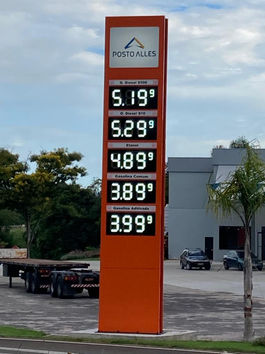 POSTO ALLES
O. Diesel S500
5.19⁹
O. Diesel S10
5.29⁹
Etanol
4.89⁹
Gasolina Comum
3.89⁹
Gasolina Aditivada
3.99⁹